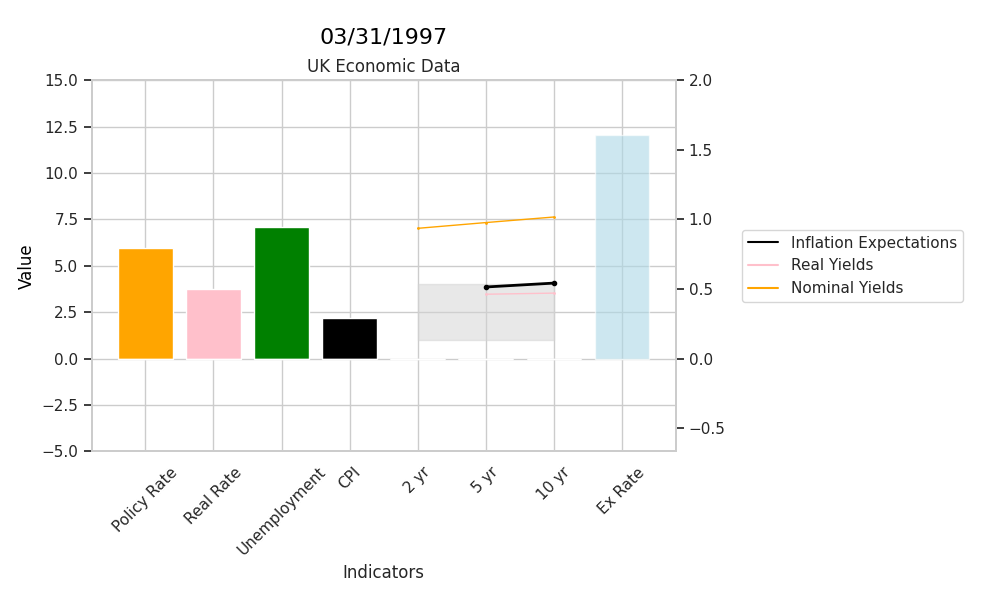 03/31/1997
UK Economic Data
15.0
12.5
10.0
7.5
5.0
2.5
0.0
−2.5
−5.0
Value
2.0
1.5
1.0
0.5
0.0
−0.5
Inflation Expectations
Real Yields
Nominal Yields
Policy Rate
Real Rate
Unemployment
CPI
2 yr
5 yr
10 yr
Ex Rate
Indicators